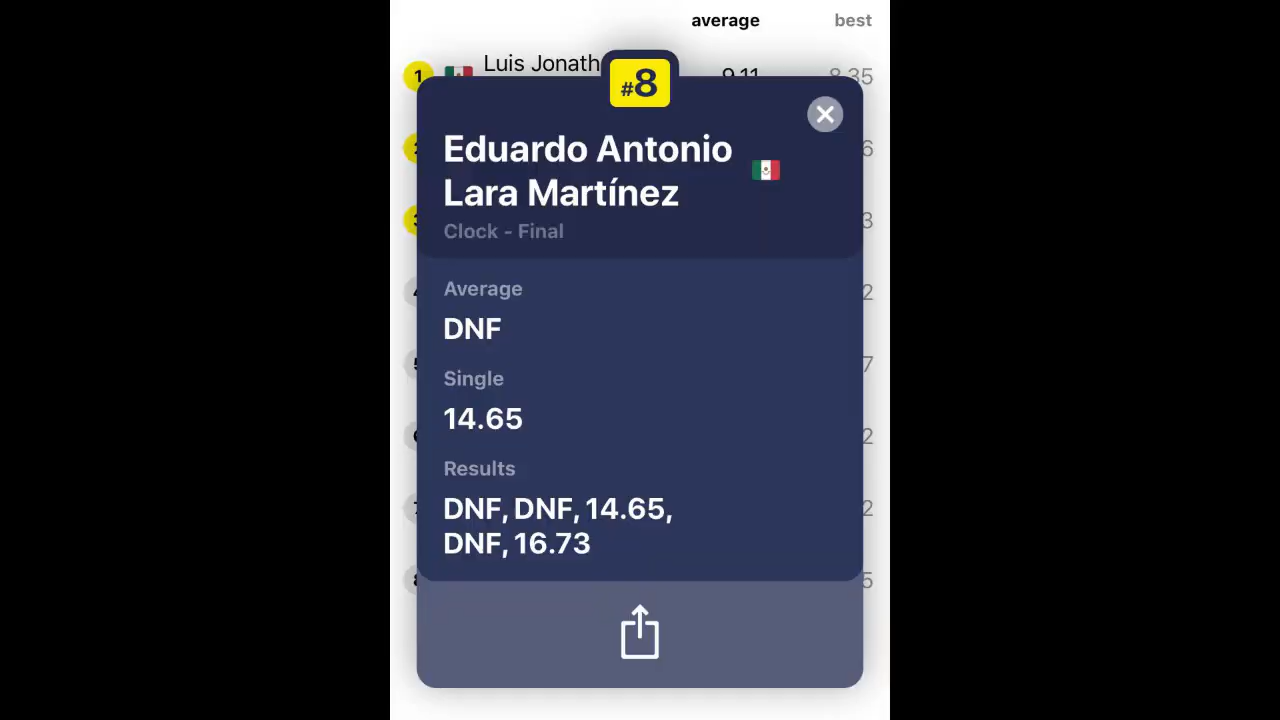 average best
1 Luis Jonath
#8
Eduardo Antonio
Lara Martínez
Clock - Final
Average
DNF
Single
14.65
Results
DNF, DNF, 14.65,
DNF, 16.73